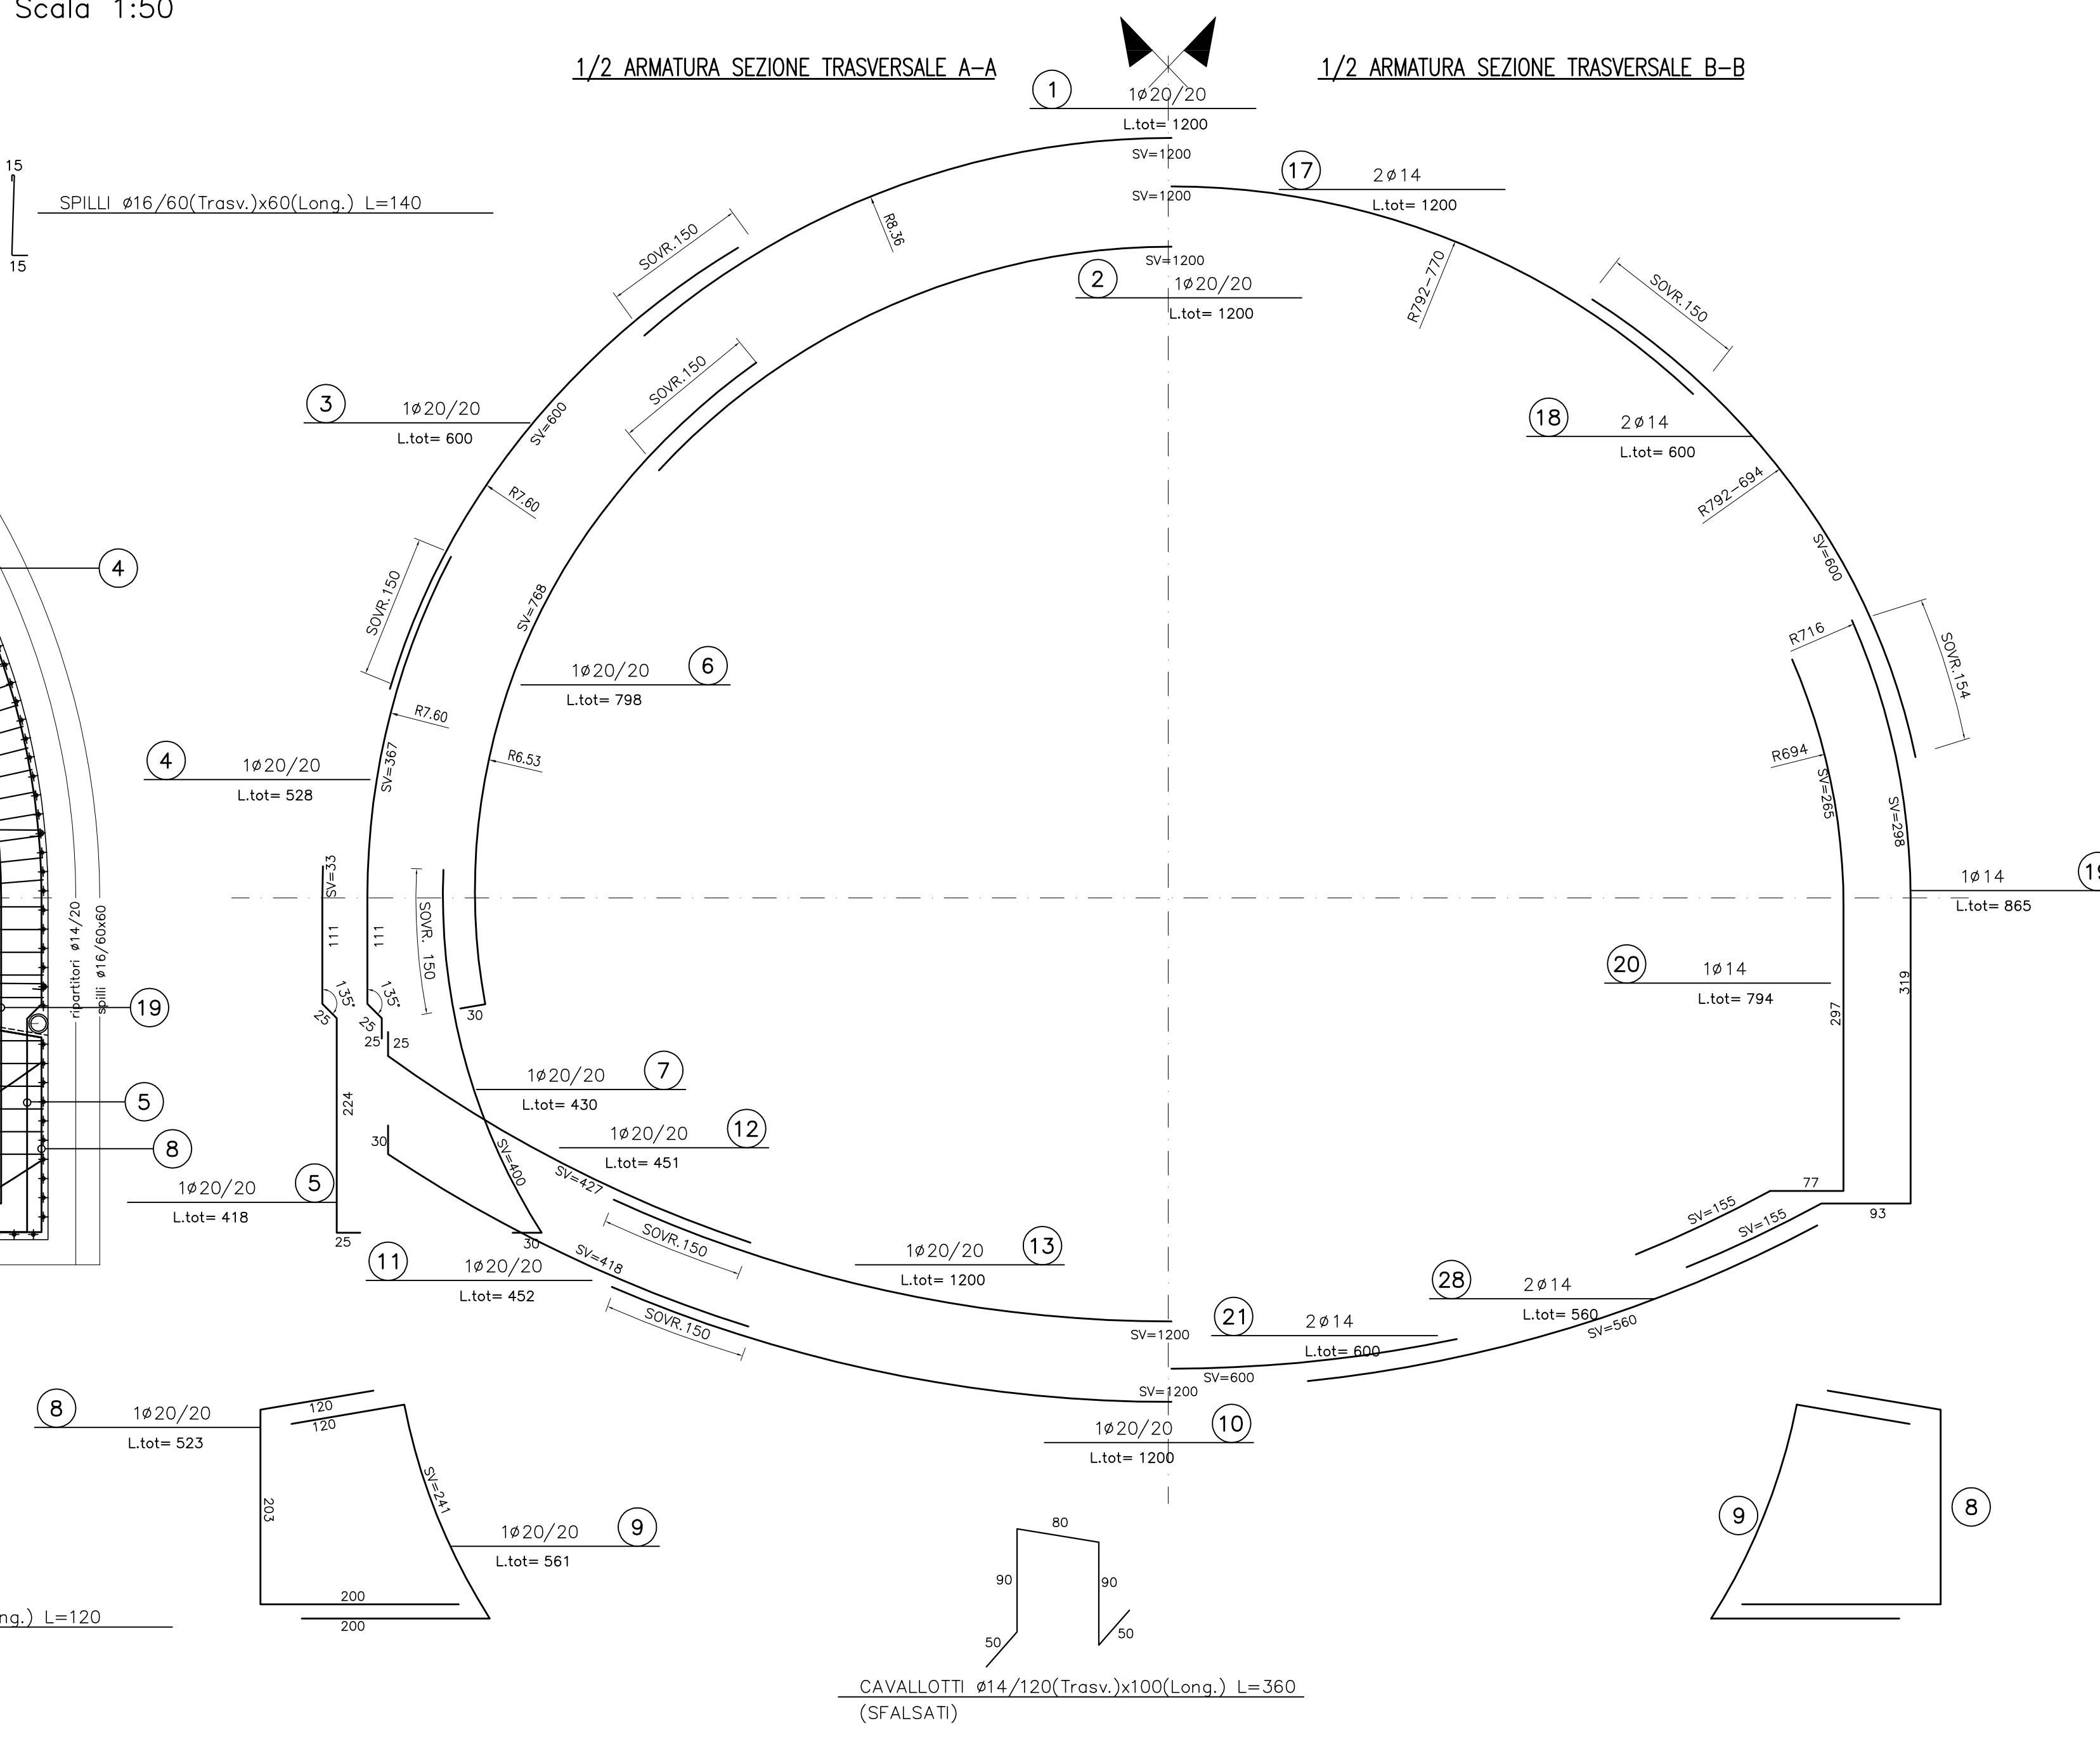 Scala 1:50
1/2 ARMATURA SEZIONE TRASVERSALE A-A
1/2 ARMATURA SEZIONE TRASVERSALE B-B
1
1ø20/20
L.tot= 1200
SV=1200
SV=1200
17
2ø14
L.tot= 1200
15
SPILLI ø16/60(Trasv.)x60(Long.) L=140
15
SOVR.150
R8.36
SV=1200
2
1ø20/20
L.tot= 1200
R792-770
SOVR.150
SOVR.150
3
1ø20/20
L.tot= 600
SV=600
18
2ø14
L.tot= 600
R7.60
R792-694
SV=600
4
SOVR.150
SV=768
R716
SOVR.154
1ø20/20
6
L.tot= 798
R7.60
R6.53
R694
SV=265
SV=298
4
1ø20/20
L.tot= 528
SV=367
SV=33
111
111
SOVR. 150
1ø14
L.tot= 865
ripartitori ø14/20
spilli ø16/60x60
19
135°
135°
25
25
25
25
30
20
1ø14
L.tot= 794
297
319
5
8
224
30
1ø20/20
7
L.tot= 430
1ø20/20
12
L.tot= 451
SV=427
SV=400
1ø20/20
5
L.tot= 418
25
30
77
93
SV=155
SV=155
SOVR.150
SV=418
11
1ø20/20
L.tot= 452
1ø20/20
13
L.tot= 1200
28
2ø14
L.tot= 560
SV=560
SOVR.150
SV=1200
21
2ø14
L.tot= 600
SV=600
SV=1200
1ø20/20
10
L.tot= 1200
8
1ø20/20
L.tot= 523
120
120
203
SV=241
1ø20/20
9
L.tot= 561
200
200
ng.) L=120
80
90
90
50
50
9
8
CAVALLOTTI ø14/120(Trasv.)x100(Long.) L=360
(SFALSATI)